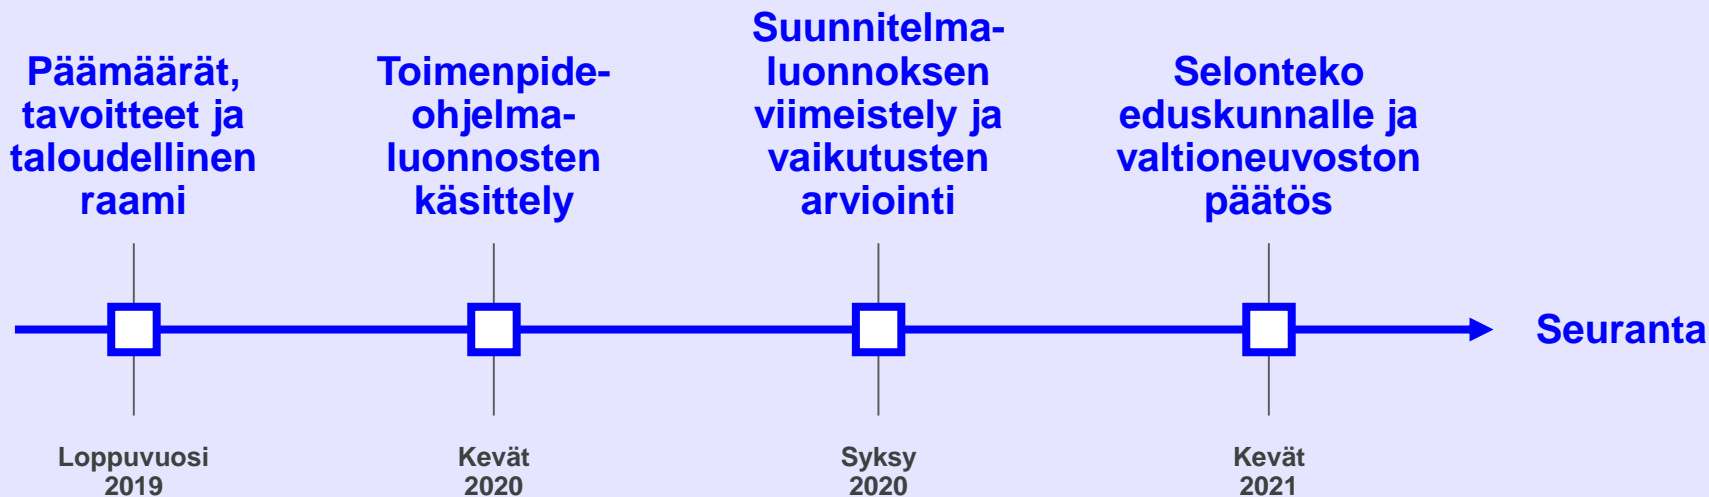 Päämäärät,
tavoitteet ja
taloudellinen
raami
Toimenpide-
ohjelma-
luonnosten
käsittely
Suunnitelma-
luonnoksen
viimeistely ja
vaikutusten
arviointi
Selonteko
eduskunnalle ja
valtioneuvoston
päätös
Seuranta
Loppuvuosi
2019
Kevät
2020
Syksy
2020
Kevät
2021